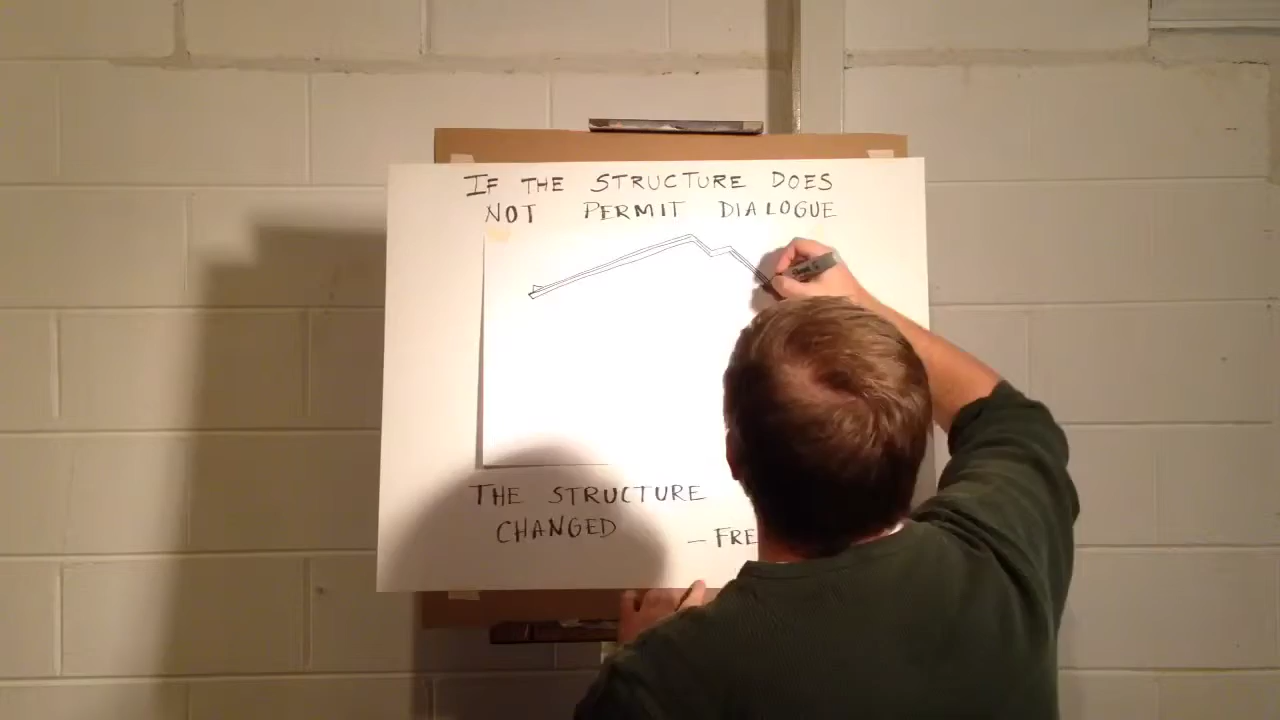 IF THE STRUCTURE DOES
NOT PERMIT DIALOGUE
THE STRUCTURE
CHANGED
— FRE